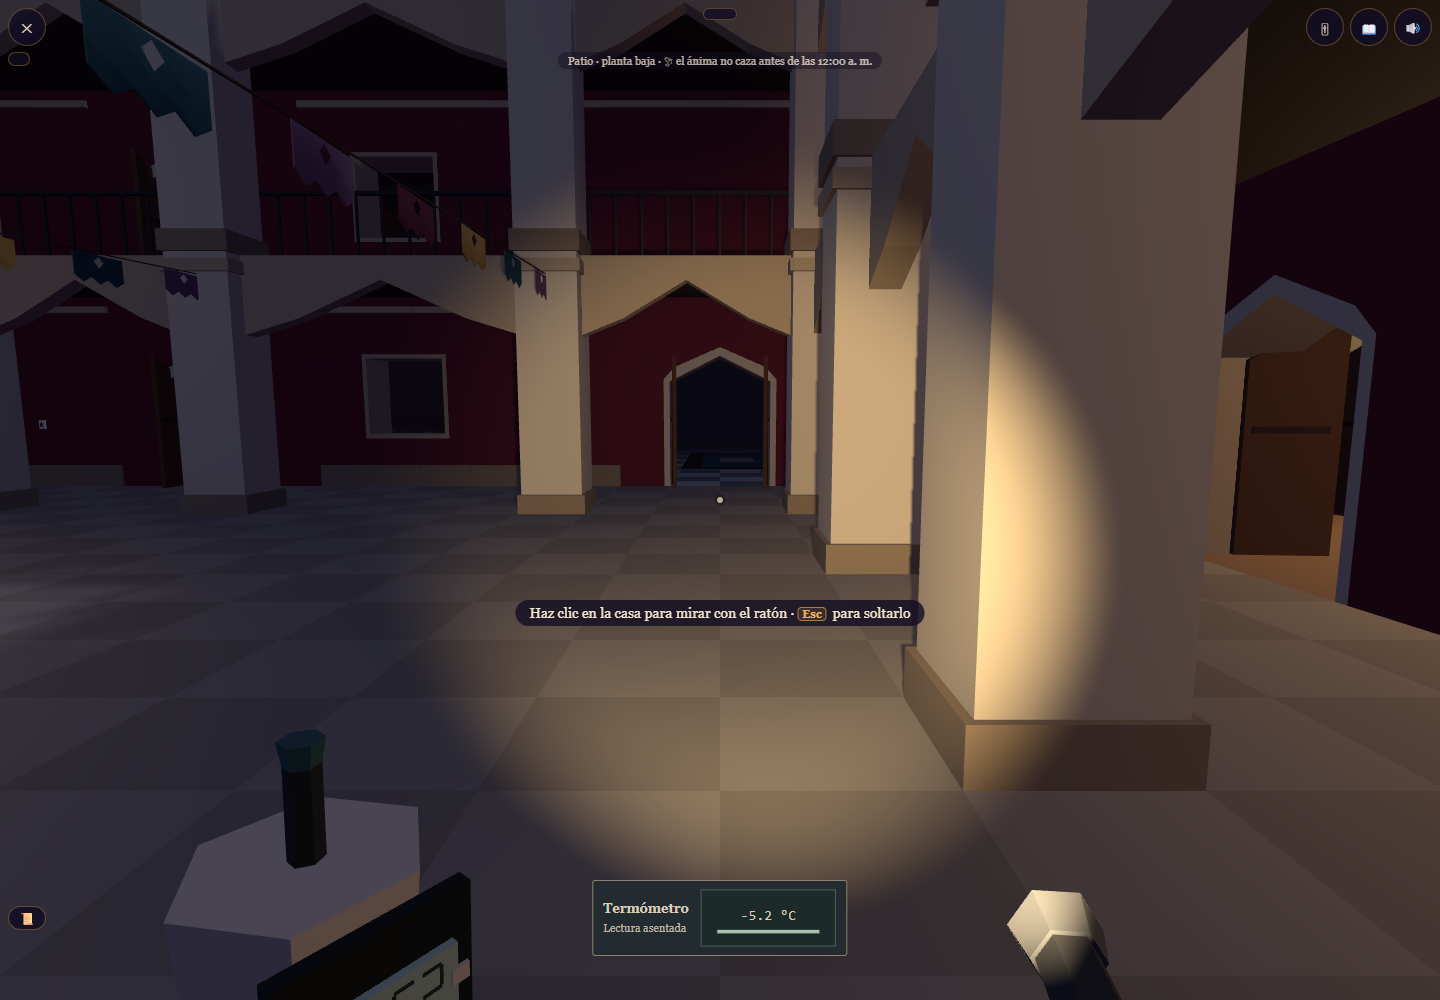 Patio · planta baja · 🕊 el ánima no caza antes de las 12:00 a. m.
Haz clic en la casa para mirar con el ratón · Esc para soltarlo
Termómetro
Lectura asentada
-5.2 °C